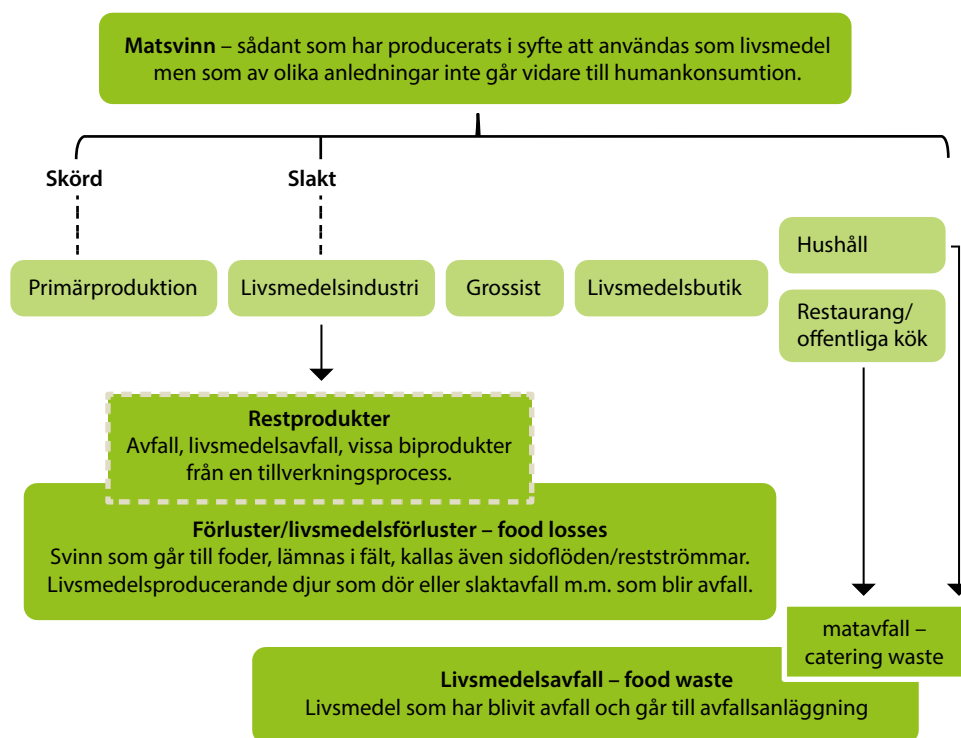 Matsvinn – sådant som har producerats i syfte att användas som livsmedel
men som av olika anledningar inte går vidare till humankonsumtion.
Skörd
Slakt
Primärproduktion
Livsmedelsindustri
Grossist
Livsmedelsbutik
Hushåll
Restaurang/
offentliga kök
Restprodukter
Avfall, livsmedelsavfall, vissa biprodukter
från en tillverkningsprocess.
Förluster/livsmedelsförluster – food losses
Svinn som går till foder, lämnas i fält, kallas även sidoflöden/restströmmar.
Livsmedelsproducerande djur som dör eller slaktavfall m.m. som blir avfall.
matavfall –
catering waste
Livsmedelsavfall – food waste
Livsmedel som har blivit avfall och går till avfallsanläggning